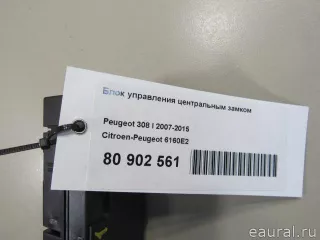 Блок управления центральным замком
Peugeot 308 I 2007-2015
Citroen-Peugeot 6160E2
80 902 561
eaural.ru